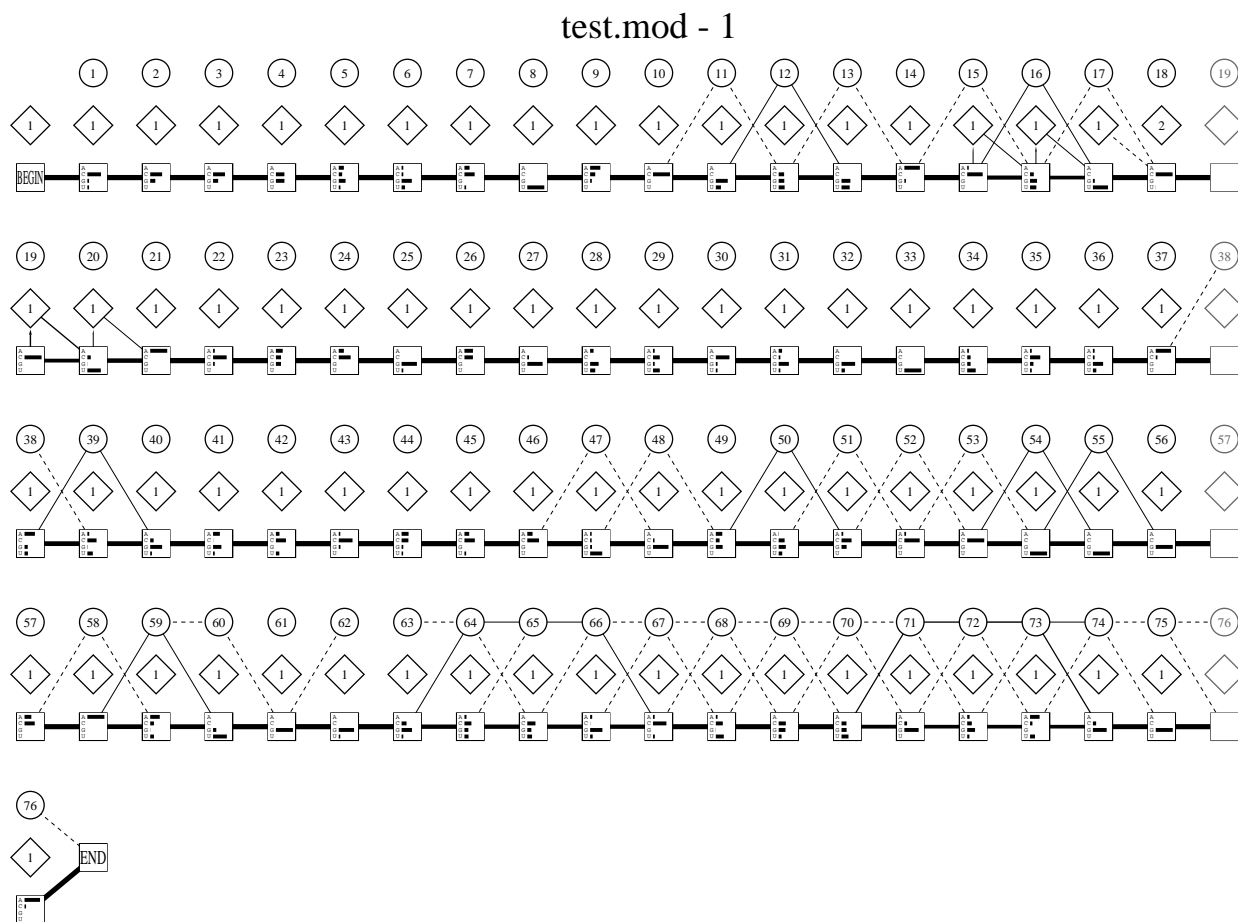 test.mod - 1
1 2 3 4 5 6 7 8 9 10 11 12 13 14 15 16 17 18 19
1 1 1 1 1 1 1 1 1 1 1 1 1 1 1 1 1 1 2
BEGIN
19 20 21 22 23 24 25 26 27 28 29 30 31 32 33 34 35 36 37 38
1 1 1 1 1 1 1 1 1 1 1 1 1 1 1 1 1 1 1
38 39 40 41 42 43 44 45 46 47 48 49 50 51 52 53 54 55 56 57
1 1 1 1 1 1 1 1 1 1 1 1 1 1 1 1 1 1 1
57 58 59 60 61 62 63 64 65 66 67 68 69 70 71 72 73 74 75 76
1 1 1 1 1 1 1 1 1 1 1 1 1 1 1 1 1 1 1
76
1 END